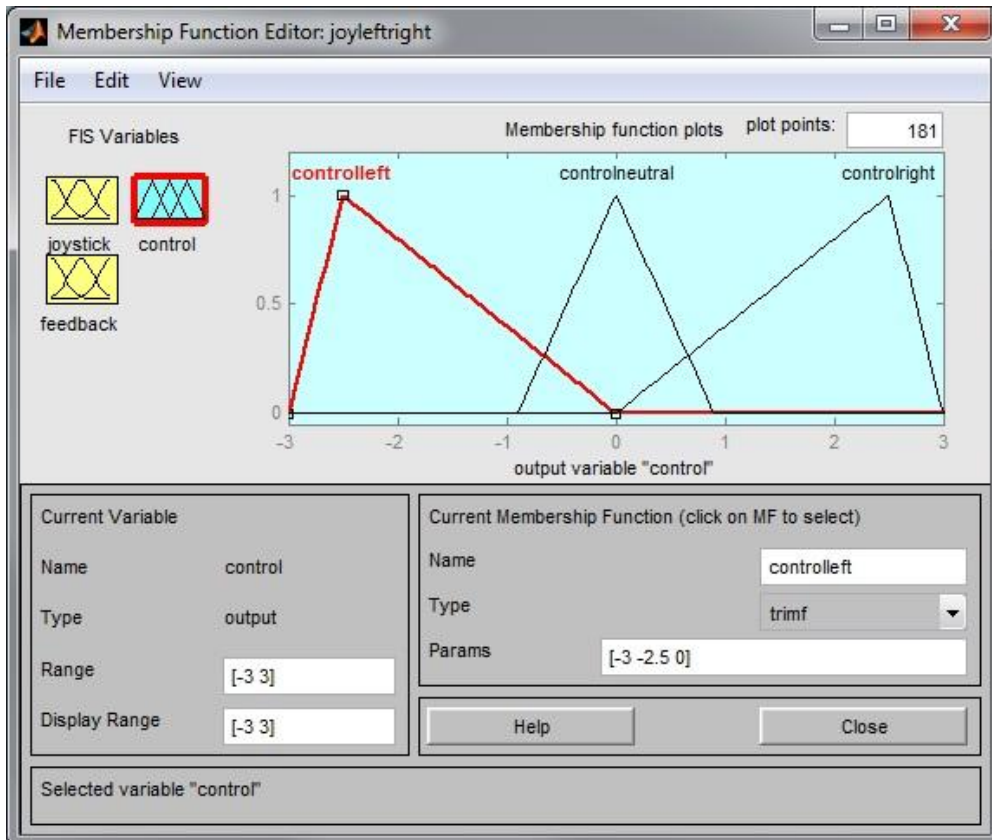 Membership Function Editor: joyleftright
File Edit View
FIS Variables
Membership function plots plot points: 181
joystick control
feedback
controlleft controlneutral controlright
1
0.5
0
-3 -2 -1 0 1 2 3
output variable "control"
Current Variable
Name control
Type output
Range [-3 3]
Display Range [-3 3]
Current Membership Function (click on MF to select)
Name controlleft
Type trimf
Params [-3 -2.5 0]
Help Close
Selected variable "control"